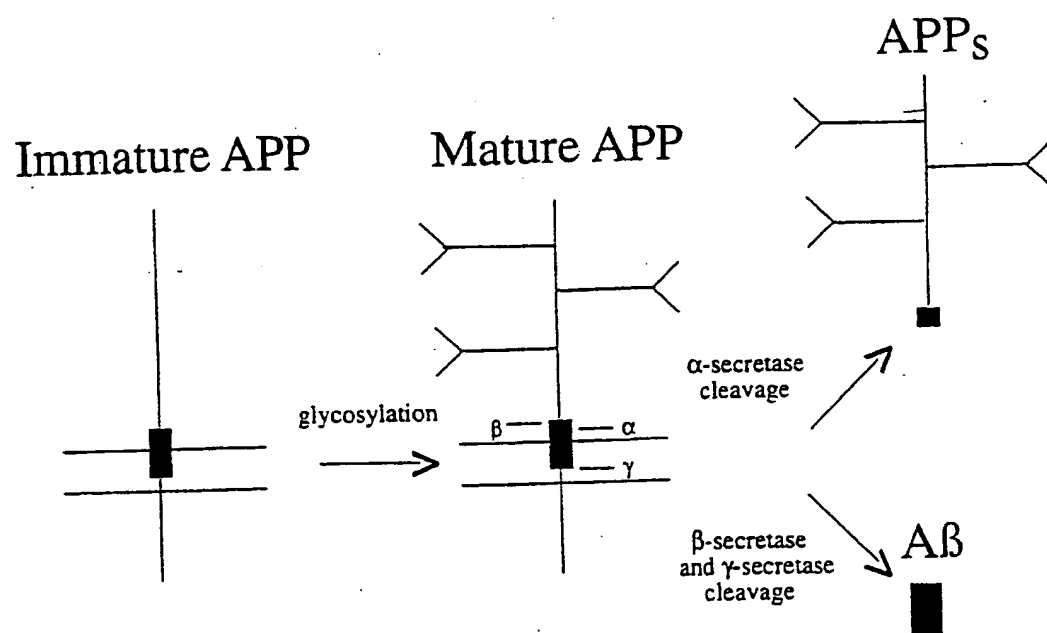 Immature APP
Mature APP
APPs
glycosylation
β
α
γ
α-secretase
cleavage
β-secretase
and γ-secretase
cleavage
Aß